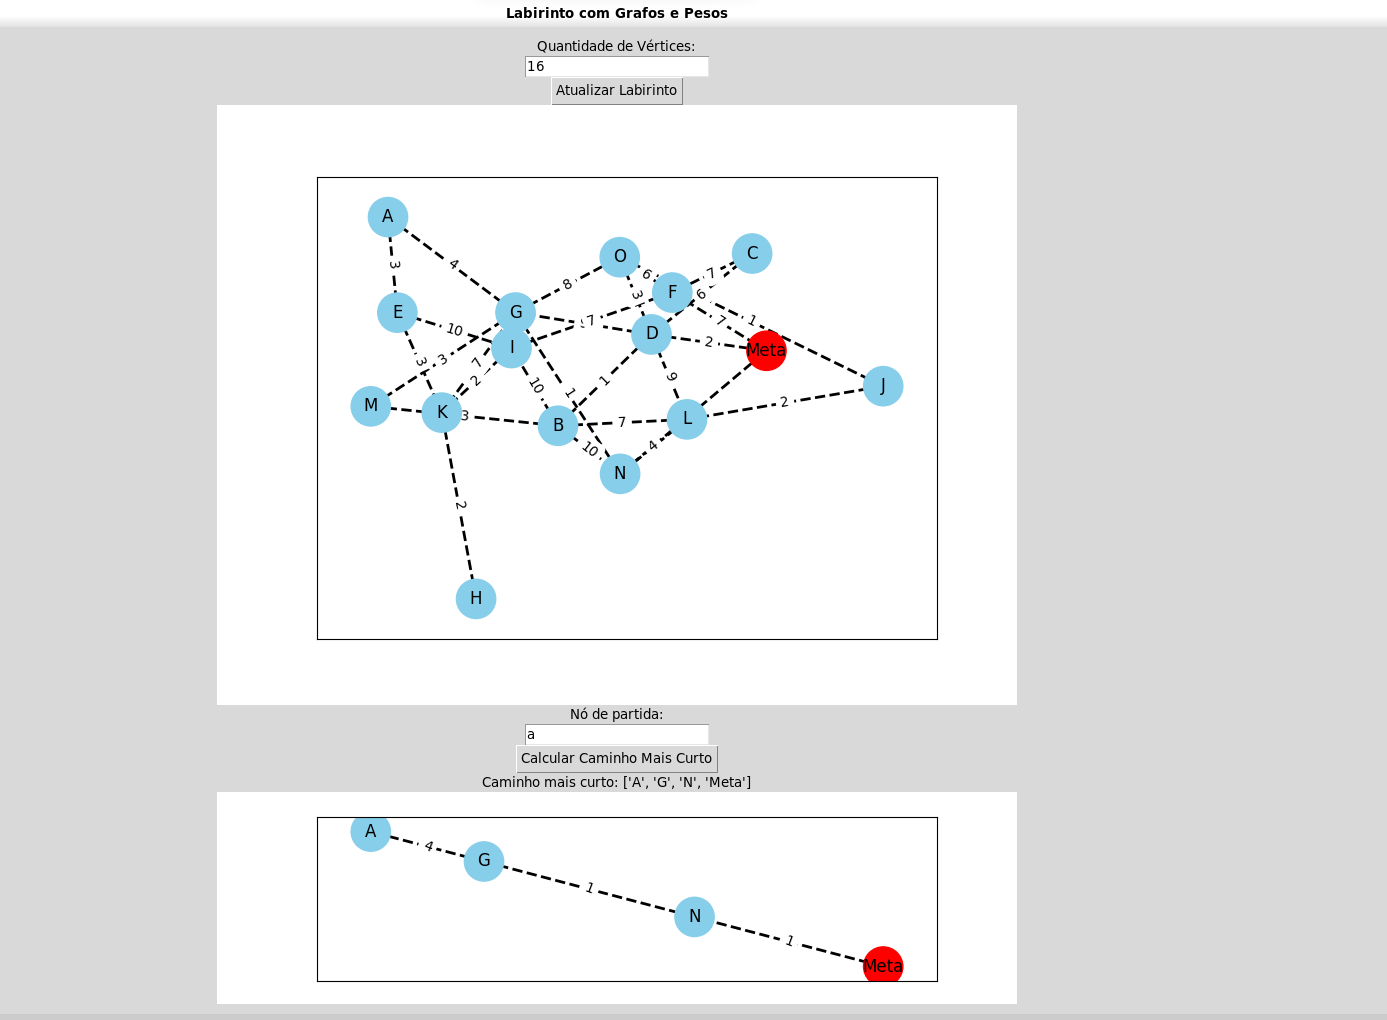 Labirinto com Grafos e Pesos
Quantidade de Vértices:
16
Atualizar Labirinto
A
O
C
4
3
6
7
F
8
3
6
E
G
7
7
1
10
I
D
2
Meta
3
3
7
2
10
1
1
9
J
M
K
3
B
7
L
2
10
4
N
2
H
Nó de partida:
a
Calcular Caminho Mais Curto
Caminho mais curto: ['A', 'G', 'N', 'Meta']
A
4
G
1
N
1
Meta